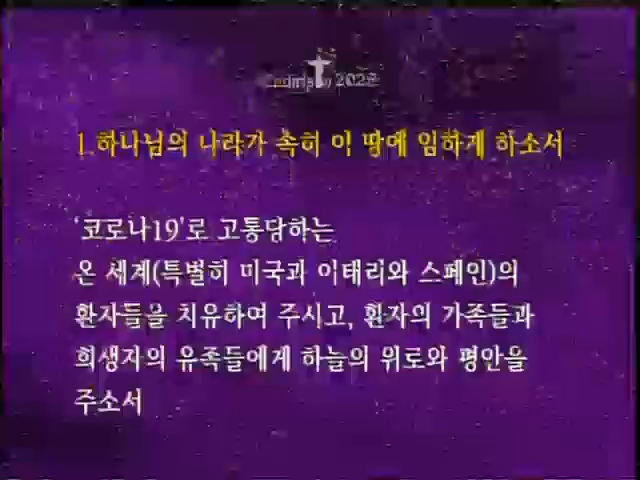 2020
1.하나님의 나라가 속히 이 땅에 임하게 하소서
‘코로나19’로 고통당하는
온 세계(특별히 미국과 이태리와 스페인)의
환자들을 치유하여 주시고, 환자의 가족들과
희생자의 유족들에게 하늘의 위로와 평안을
주소서